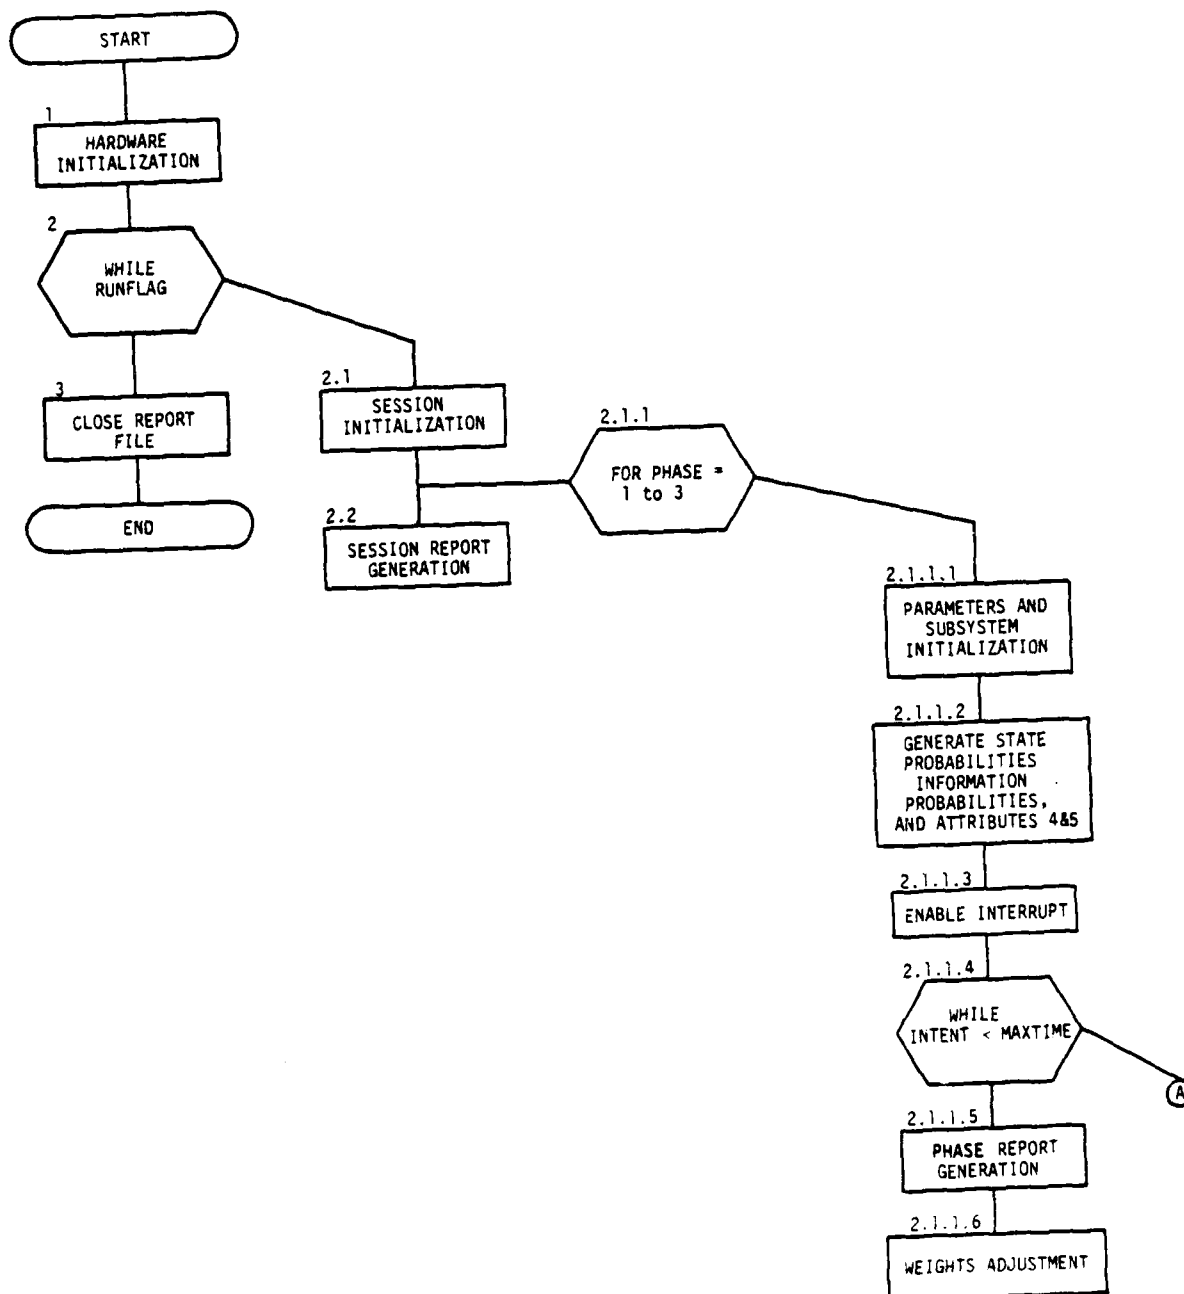 START
1
HARDWARE
INITIALIZATION
2
WHILE
RUNFLAG
3
CLOSE REPORT
FILE
END
2.1
SESSION
INITIALIZATION
2.2
SESSION REPORT
GENERATION
2.1.1
FOR PHASE =
1 to 3
2.1.1.1
PARAMETERS AND
SUBSYSTEM
INITIALIZATION
2.1.1.2
GENERATE STATE
PROBABILITIES
INFORMATION
PROBABILITIES,
AND ATTRIBUTES 4&5
2.1.1.3
ENABLE INTERRUPT
2.1.1.4
WHILE
INTENT < MAXTIME
A
2.1.1.5
PHASE REPORT
GENERATION
2.1.1.6
WEIGHTS ADJUSTMENT